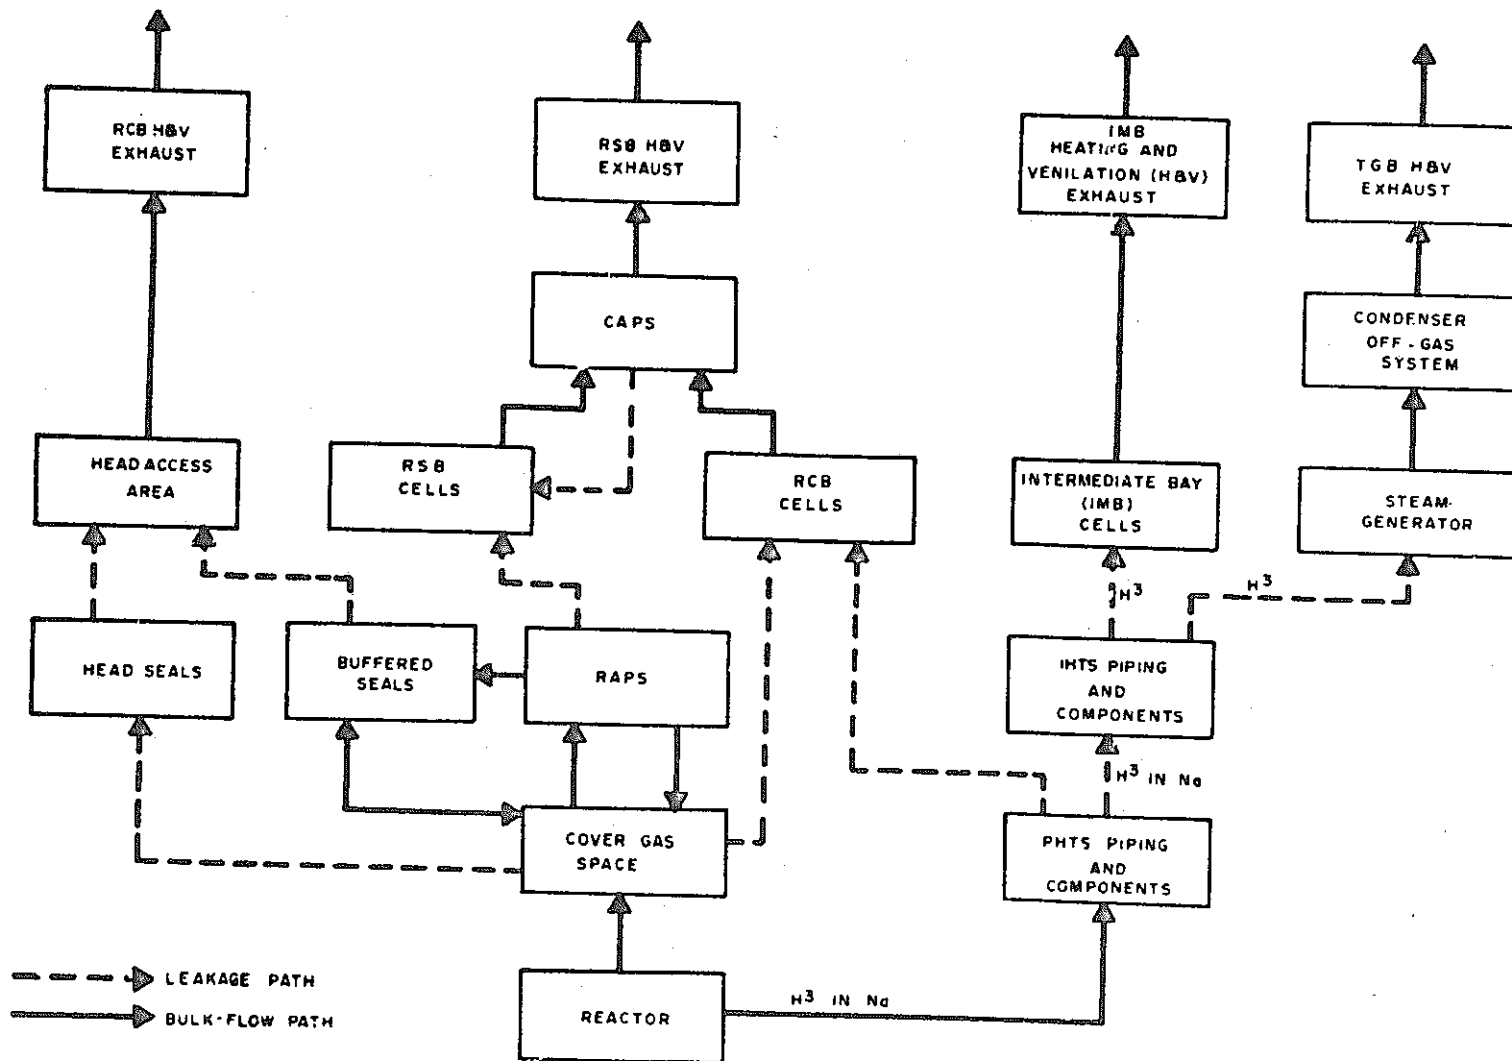 RCB H&V
EXHAUST
RSB H&V
EXHAUST
IMB
HEATING AND
VENILATION (H&V)
EXHAUST
TGB H&V
EXHAUST
CAPS
CONDENSER
OFF-GAS
SYSTEM
HEAD ACCESS
AREA
RSB
CELLS
RCB
CELLS
INTERMEDIATE BAY
(IMB)
CELLS
STEAM-
GENERATOR
H³
H³
HEAD SEALS
BUFFERED
SEALS
RAPS
IHTS PIPING
AND
COMPONENTS
H³ IN Na
COVER GAS
SPACE
PHTS PIPING
AND
COMPONENTS
LEAKAGE PATH
BULK-FLOW PATH
REACTOR
H³ IN Na